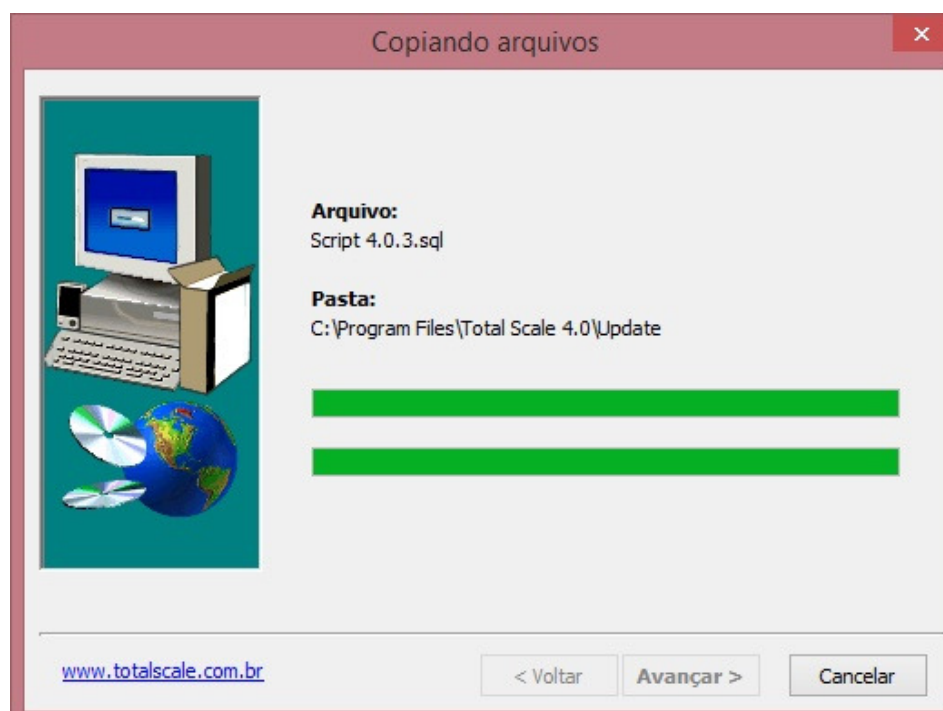 Copiando arquivos
Arquivo:
Script 4.0.3.sql
Pasta:
C:\Program Files\Total Scale 4.0\Update
www.totalscale.com.br
< Voltar
Avançar >
Cancelar